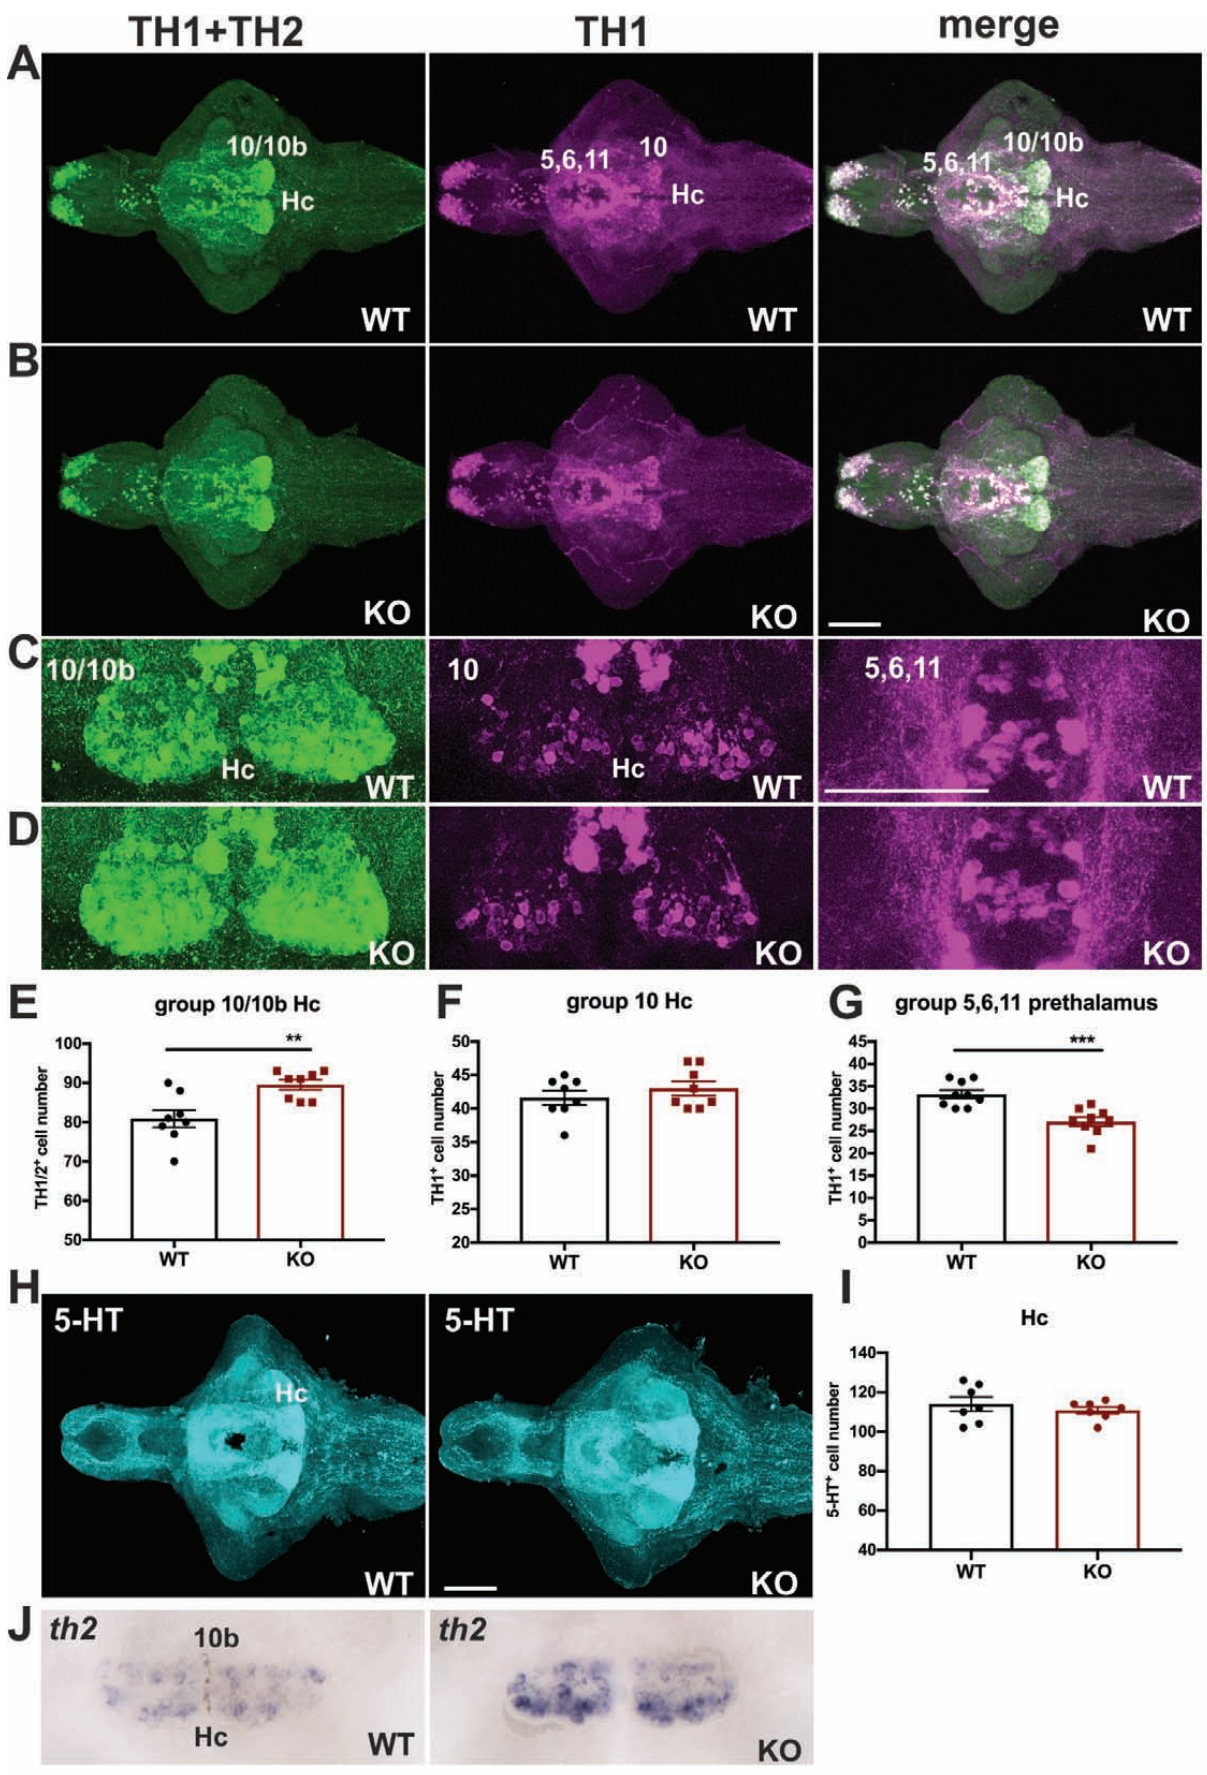 TH1+TH2 TH1 merge
A
10/10b
Hc
WT
5,6,11
10
Hc
WT
5,6,11
10/10b
Hc
WT
B
KO
KO
KO
C
10/10b
Hc
WT
10
Hc
WT
5,6,11
WT
D
KO
KO
KO
E
group 10/10b Hc
**
100
90
80
70
60
50
TH1/2⁺ cell number
WT KO
F
group 10 Hc
50
45
40
35
30
25
20
TH1⁺ cell number
WT KO
G
group 5,6,11 prethalamus
***
45
40
35
30
25
20
15
10
5
0
TH1⁺ cell number
WT KO
H
5-HT
Hc
WT
5-HT
KO
I
Hc
140
120
100
80
60
40
5-HT⁺ cell number
WT KO
J
th2
10b
Hc
WT
th2
KO